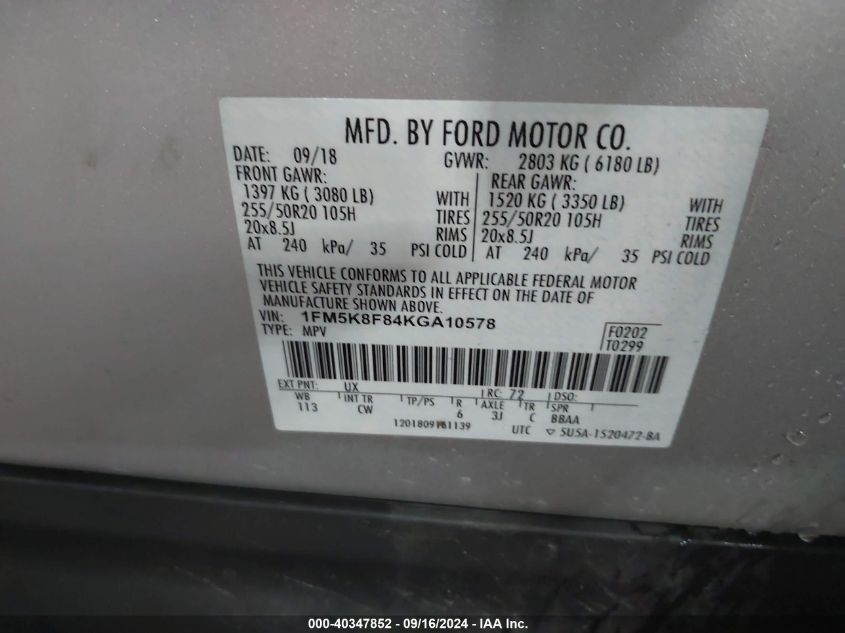 MFD. BY FORD MOTOR CO.
DATE: 09/18 GVWR: 2803 KG ( 6180 LB)
FRONT GAWR: REAR GAWR:
1397 KG ( 3080 LB) WITH 1520 KG ( 3350 LB) WITH
255/50R20 105H TIRES 255/50R20 105H TIRES
20x8.5J RIMS 20x8.5J RIMS
AT 240 kPa/ 35 PSI COLD AT 240 kPa/ 35 PSI COLD
THIS VEHICLE CONFORMS TO ALL APPLICABLE FEDERAL MOTOR
VEHICLE SAFETY STANDARDS IN EFFECT ON THE DATE OF
MANUFACTURE SHOWN ABOVE.
VIN: 1FM5K8F84KGA10578 F0202
TYPE: MPV T0299
EXT PNT: UX RC: 72 DSO:
WB INT TR TP/PS R AXLE TR SPR
113 CW 6 3J C BBAA
UTC ▽ 5U5A-1520472-BA
000-40347852 - 09/16/2024 - IAA Inc.